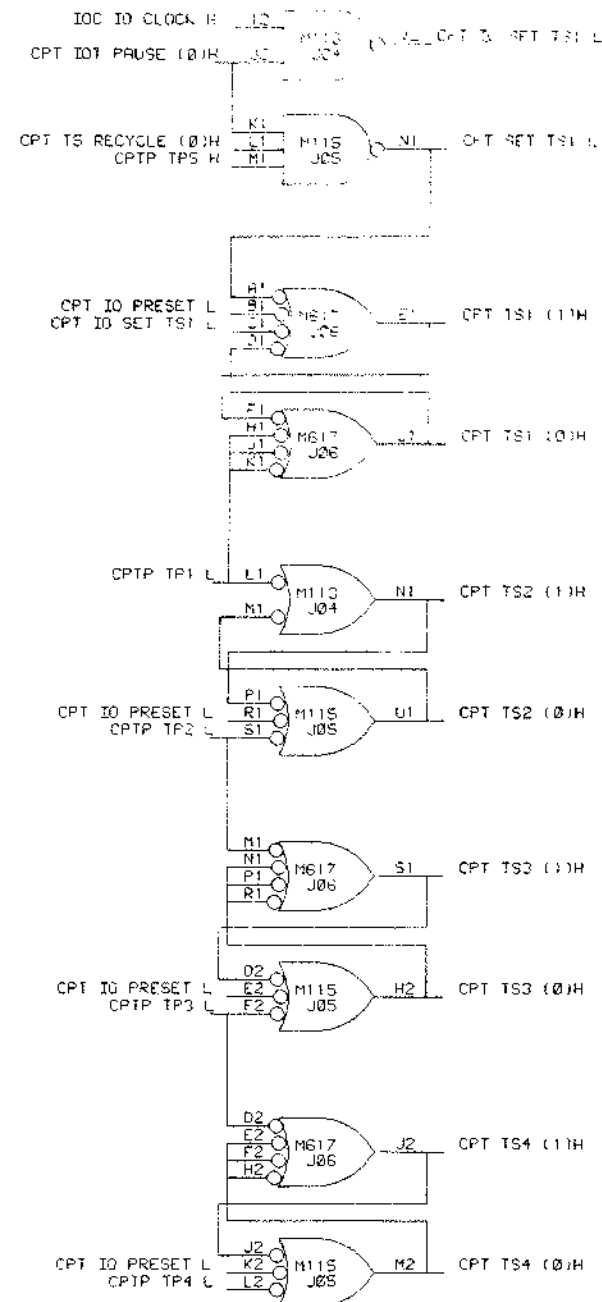 IOC IO CLOCK H
M113
J04
CPT IOT PAUSE (0)H
K1
CPT TS RECYCLE (0)H L1 M115 N1
CPTP TP5 H M1 J05
A1
CPT IO PRESET L B1 M617 E1 CPT TS1 (1)H
CPT IO SET TS1 L C1 J06
D1
F1
H1 M617 CPT TS1 (0)H
J1 J06
K1
CPTP TP1 L L1 M113 N1 CPT TS2 (1)H
M1 J04
P1
CPT IO PRESET L R1 M115 U1 CPT TS2 (0)H
CPTP TP2 L S1 J05
M1
N1 M617 S1 CPT TS3 (1)H
P1 J06
R1
D2
CPT IO PRESET L E2 M115 H2 CPT TS3 (0)H
CPTP TP3 L F2 J05
D2
E2 M617 J2 CPT TS4 (1)H
F2 J06
H2
J2
CPT IO PRESET L K2 M115 M2 CPT TS4 (0)H
CPTP TP4 L L2 J05